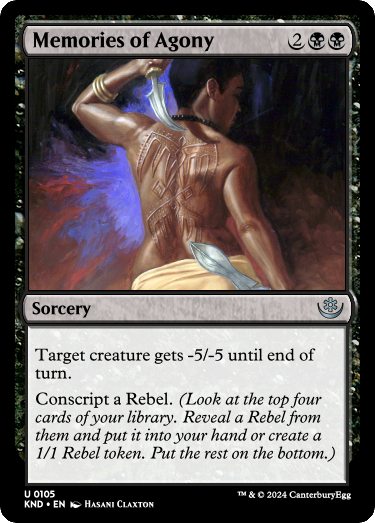 Memories of Agony 2
Sorcery
Target creature gets -5/-5 until end of
turn.
Conscript a Rebel. (Look at the top four
cards of your library. Reveal a Rebel from
them and put it into your hand or create a
1/1 Rebel token. Put the rest on the bottom.)
U 0105
KND • EN Hasani Claxton ™ & © 2024 CanterburyEgg